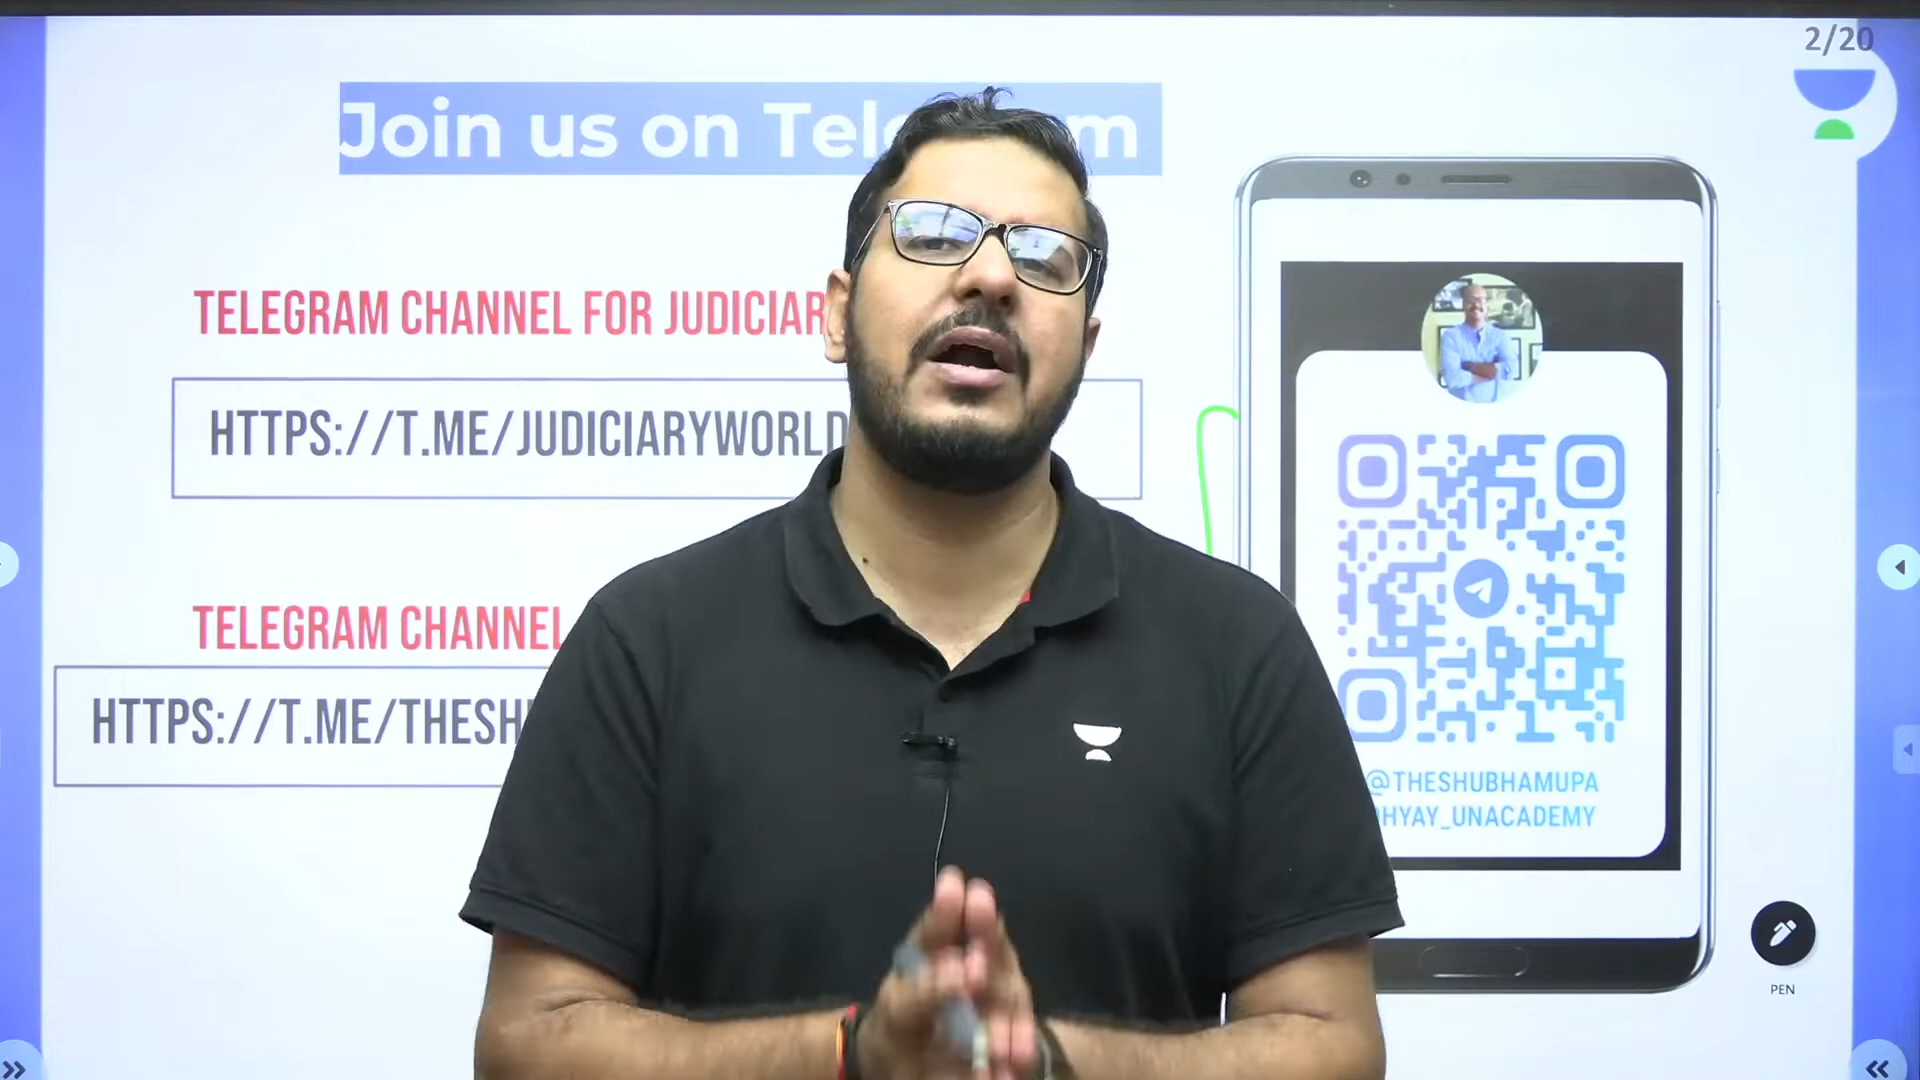 2/20
Join us on Tel m
TELEGRAM CHANNEL FOR JUDICIAR
HTTPS://T.ME/JUDICIARYWORLD
TELEGRAM CHANNEL
HTTPS://T.ME/THESH
@THESHUBHAMUPA
DHYAY_UNACADEMY
PEN